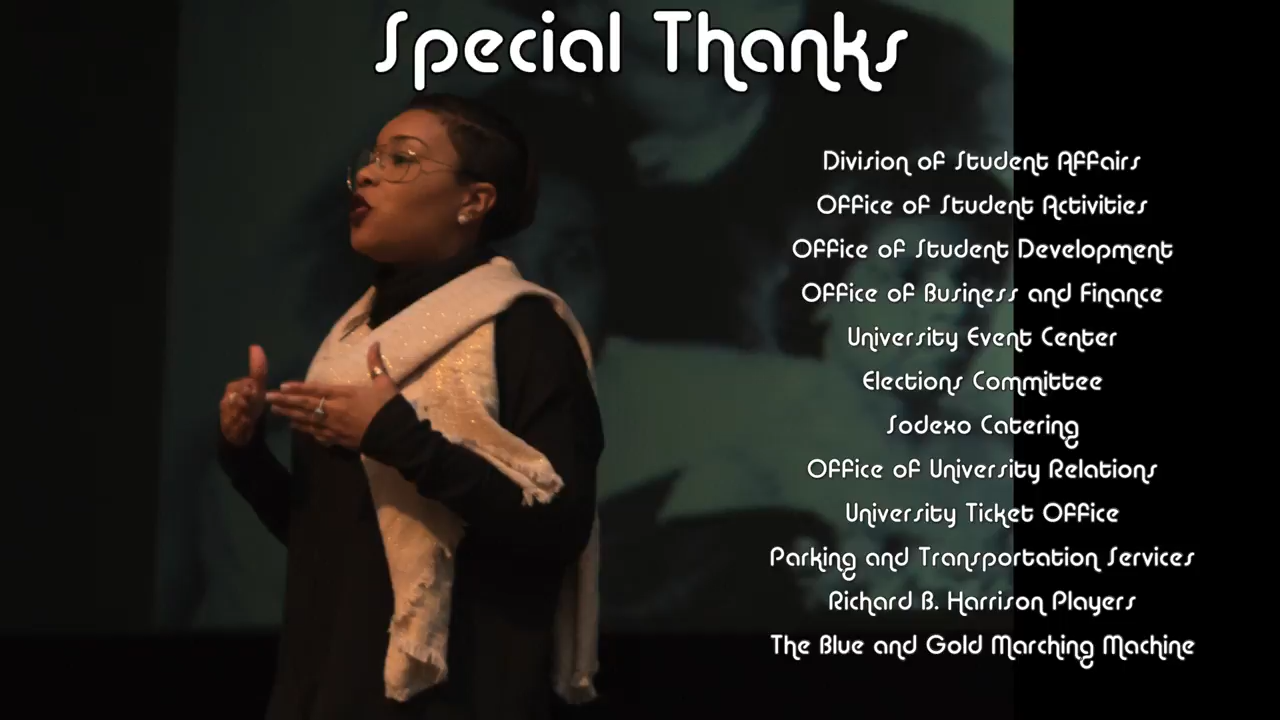 Special Thanks
Division of Student Affairs
Office of Student Activities
Office of Student Development
Office of Business and Finance
University Event Center
Elections Committee
Sodexo Catering
Office of University Relations
University Ticket Office
Parking and Transportation Services
Richard B. Harrison Players
The Blue and Gold Marching Machine